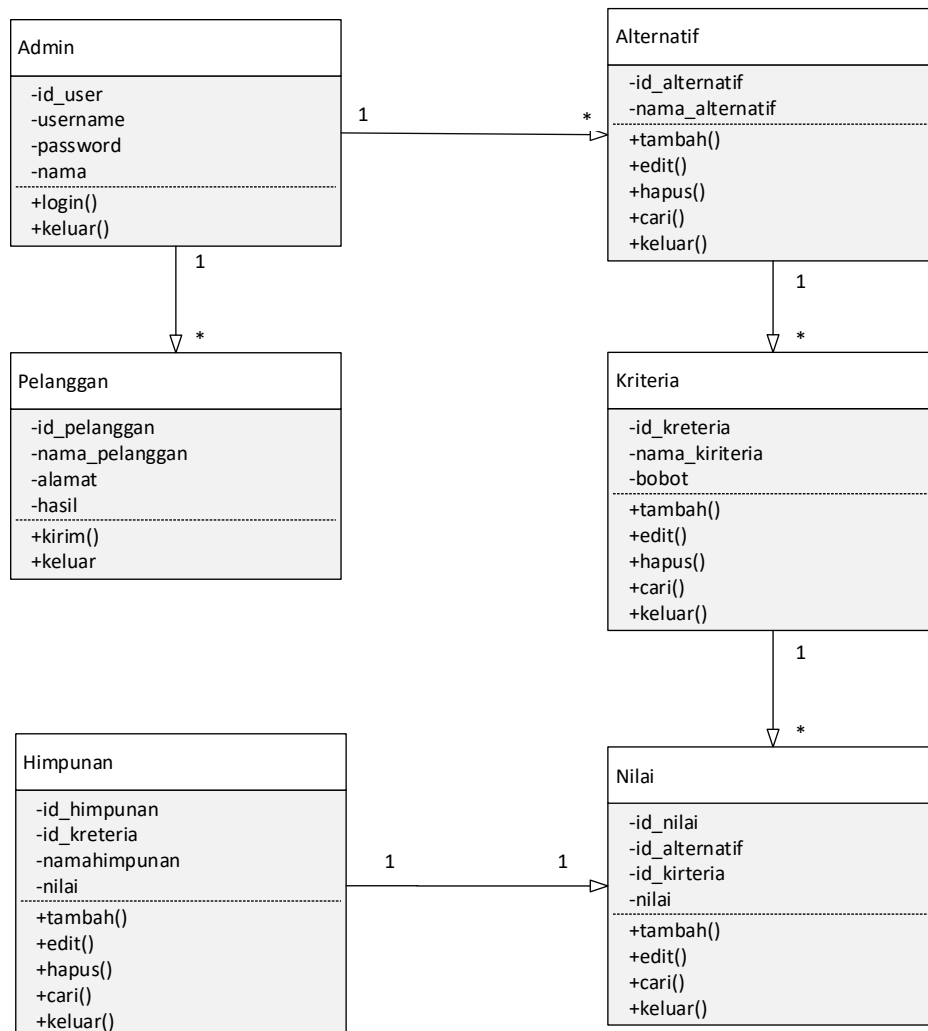 Admin
-id_user
-username
-password
-nama
+login()
+keluar()
1
*
Alternatif
-id_alternatif
-nama_alternatif
+tambah()
+edit()
+hapus()
+cari()
+keluar()
1
*
1
*
Pelanggan
-id_pelanggan
-nama_pelanggan
-alamat
-hasil
+kirim()
+keluar
Kriteria
-id_kreteria
-nama_kiriteria
-bobot
+tambah()
+edit()
+hapus()
+cari()
+keluar()
1
*
Himpunan
-id_himpunan
-id_kreteria
-namahimpunan
-nilai
+tambah()
+edit()
+hapus()
+cari()
+keluar()
1
1
Nilai
-id_nilai
-id_alternatif
-id_kirteria
-nilai
+tambah()
+edit()
+cari()
+keluar()